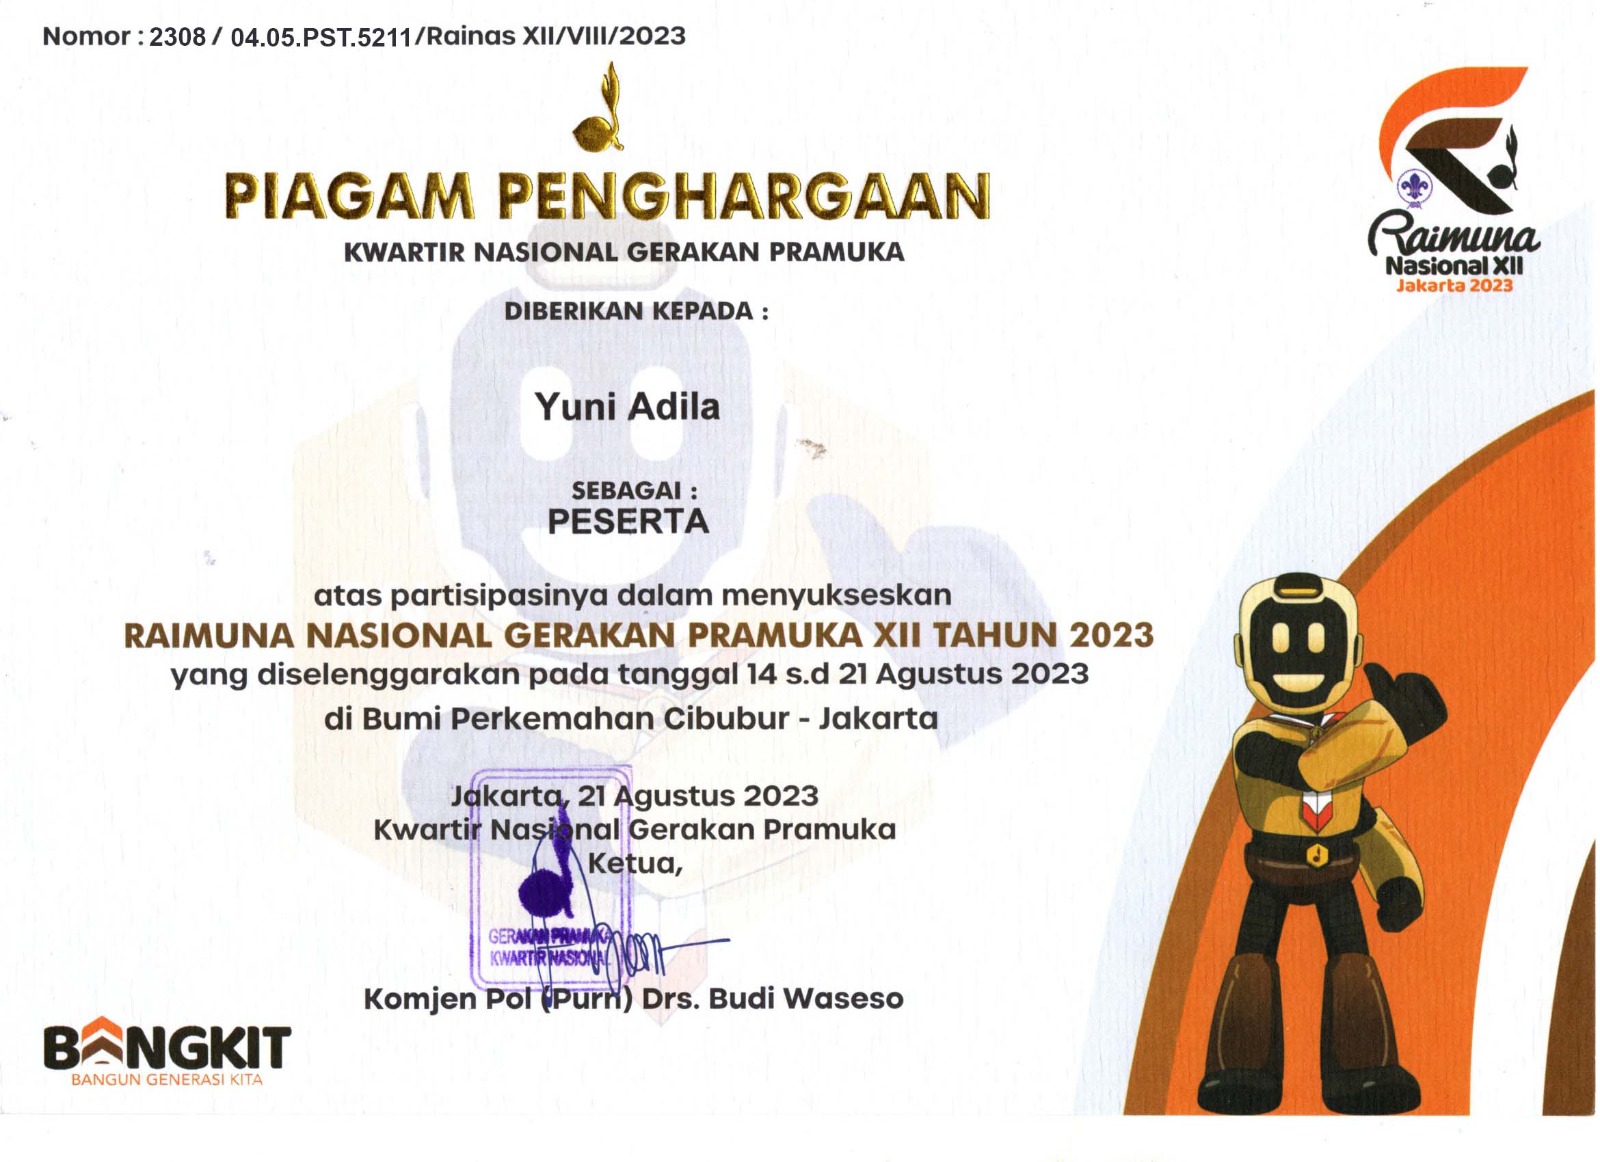 Nomor : 2308 / 04.05.PST.5211/Rainas XII/VIII/2023
PIAGAM PENGHARGAAN
KWARTIR NASIONAL GERAKAN PRAMUKA
Raimuna
Nasional XII
Jakarta 2023
DIBERIKAN KEPADA :
Yuni Adila
SEBAGAI :
PESERTA
atas partisipasinya dalam menyukseskan
RAIMUNA NASIONAL GERAKAN PRAMUKA XII TAHUN 2023
yang diselenggarakan pada tanggal 14 s.d 21 Agustus 2023
di Bumi Perkemahan Cibubur - Jakarta
Jakarta, 21 Agustus 2023
Kwartir Nasional Gerakan Pramuka
Ketua,
GERAKAN PRAMUKA
KWARTIR NASIONAL
Komjen Pol (Purn) Drs. Budi Waseso
BANGKIT
BANGUN GENERASI KITA